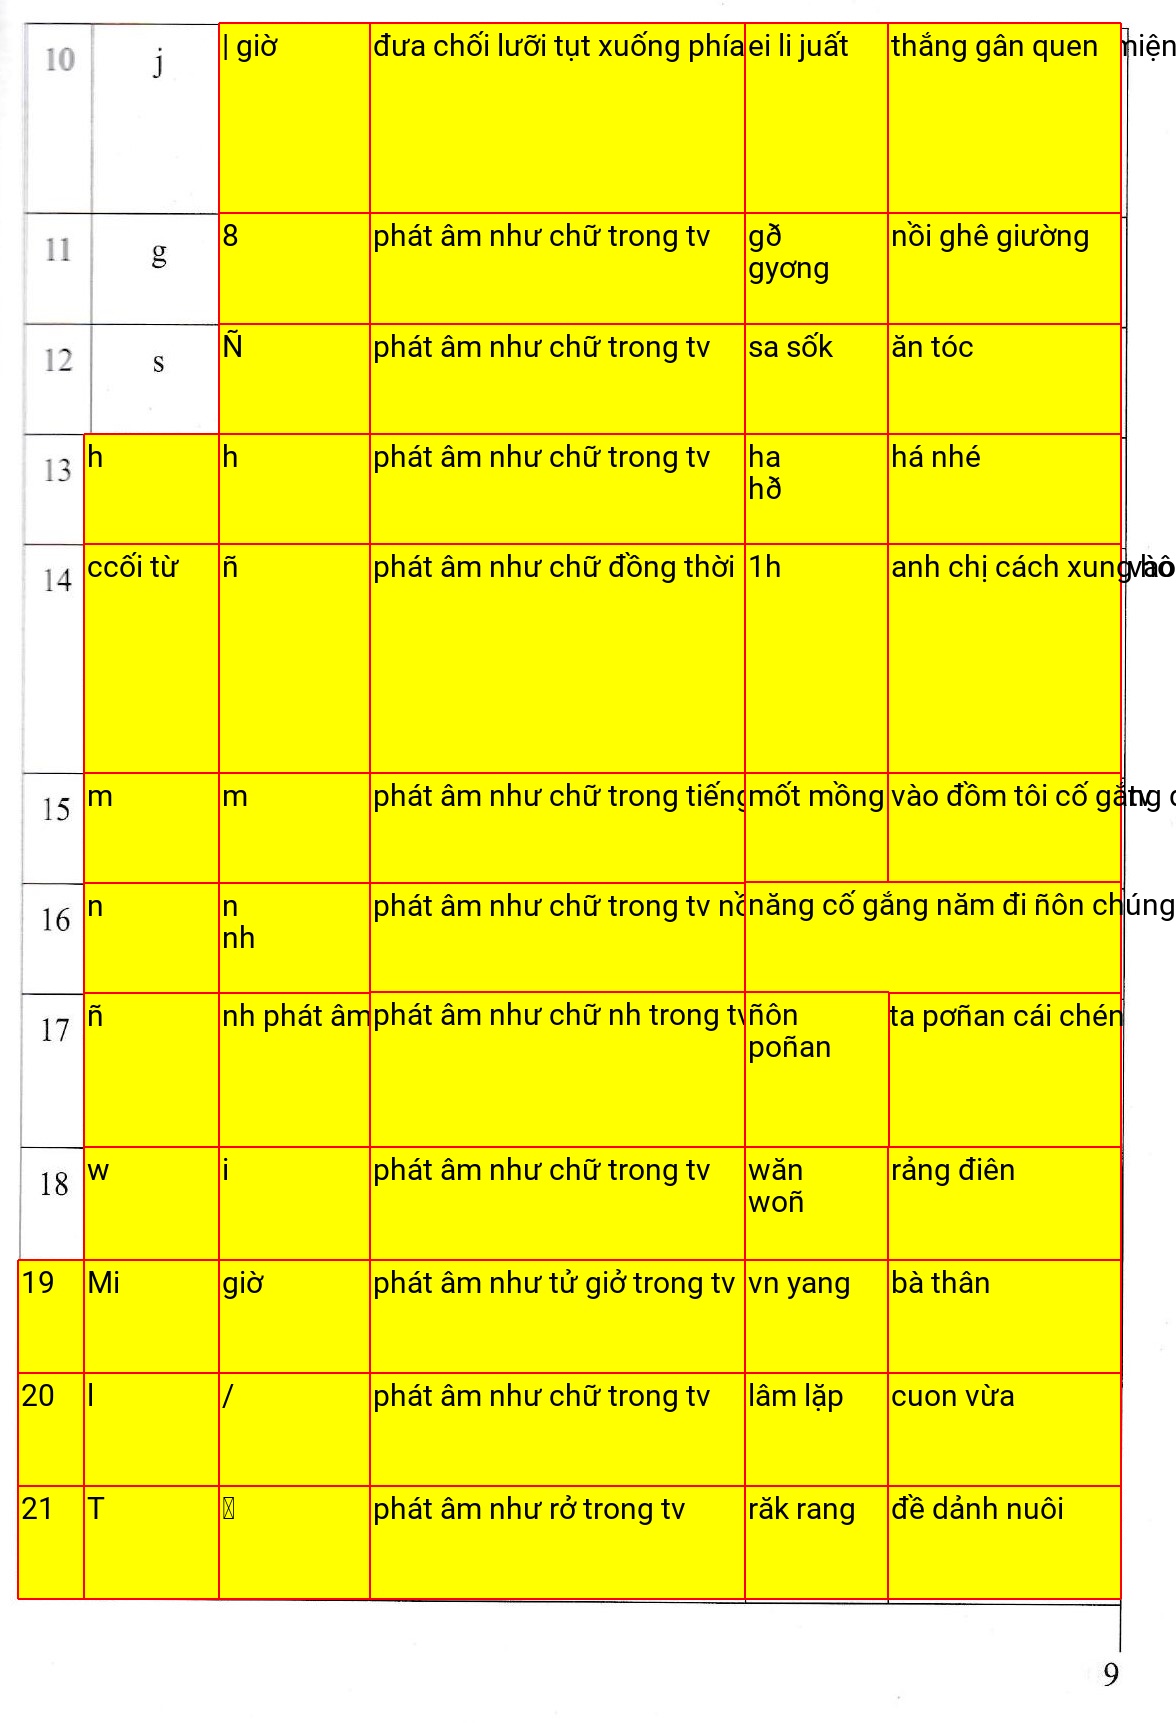 10 j | giờ đưa chối lưỡi tụt xuống phía ei li juất thắng gân quen miện
11 g 8 phát âm như chữ trong tv gð nồi ghê giường
gyơng
12 s Ñ phát âm như chữ trong tv sa sốk ăn tóc
13 h h phát âm như chữ trong tv ha há nhé
hð
14 ccối từ ñ phát âm như chữ đồng thời 1h anh chị cách xung hô
15 m m phát âm như chữ trong tiếng mốt mồng vào đồm tôi cố gắng
16 n n phát âm như chữ trong tv nồ năng cố gắng năm đi ñôn chúng
nh
17 ñ nh phát âm phát âm như chữ nh trong tv ñôn ta pơñan cái chén
poñan
18 w i phát âm như chữ trong tv wăn rảng điên
woñ
19 Mi giờ phát âm như tử giở trong tv vn yang bà thân
20 l / phát âm như chữ trong tv lâm lặp cuon vừa
21 T phát âm như rở trong tv răk rang đề dảnh nuôi
9